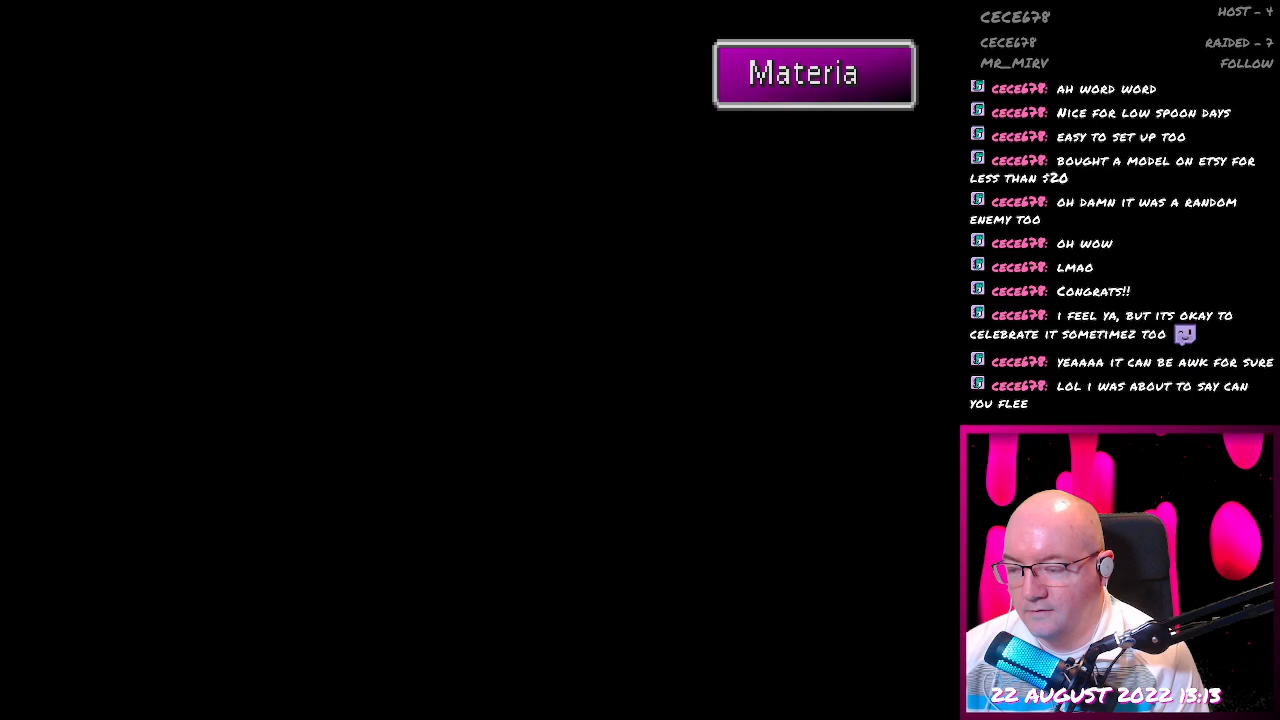 Materia
CECE678
HOST - 4
CECE678
RAIDED - 7
MR_MIRV
FOLLOW
CECE678: AH WORD WORD
CECE678: NICE FOR LOW SPOON DAYS
CECE678: EASY TO SET UP TOO
CECE678: BOUGHT A MODEL ON ETSY FOR
LESS THAN $20
CECE678: OH DAMN IT WAS A RANDOM
ENEMY TOO
CECE678: OH WOW
CECE678: LMAO
CECE678: CONGRATS!!
CECE678: I FEEL YA, BUT ITS OKAY TO
CELEBRATE IT SOMETIMEZ TOO
CECE678: YEAAAA IT CAN BE AWK FOR SURE
CECE678: LOL I WAS ABOUT TO SAY CAN
YOU FLEE
22 AUGUST 2022 13:13